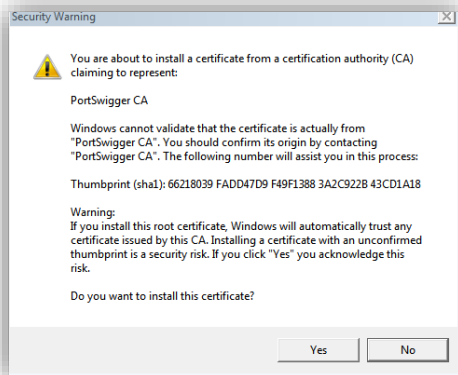 Security Warning
You are about to install a certificate from a certification authority (CA)
claiming to represent:
PortSwigger CA
Windows cannot validate that the certificate is actually from
"PortSwigger CA". You should confirm its origin by contacting
"PortSwigger CA". The following number will assist you in this process:
Thumbprint (sha1): 66218039 FADD47D9 F49F1388 3A2C922B 43CD1A18
Warning:
If you install this root certificate, Windows will automatically trust any
certificate issued by this CA. Installing a certificate with an unconfirmed
thumbprint is a security risk. If you click "Yes" you acknowledge this
risk.
Do you want to install this certificate?
Yes
No